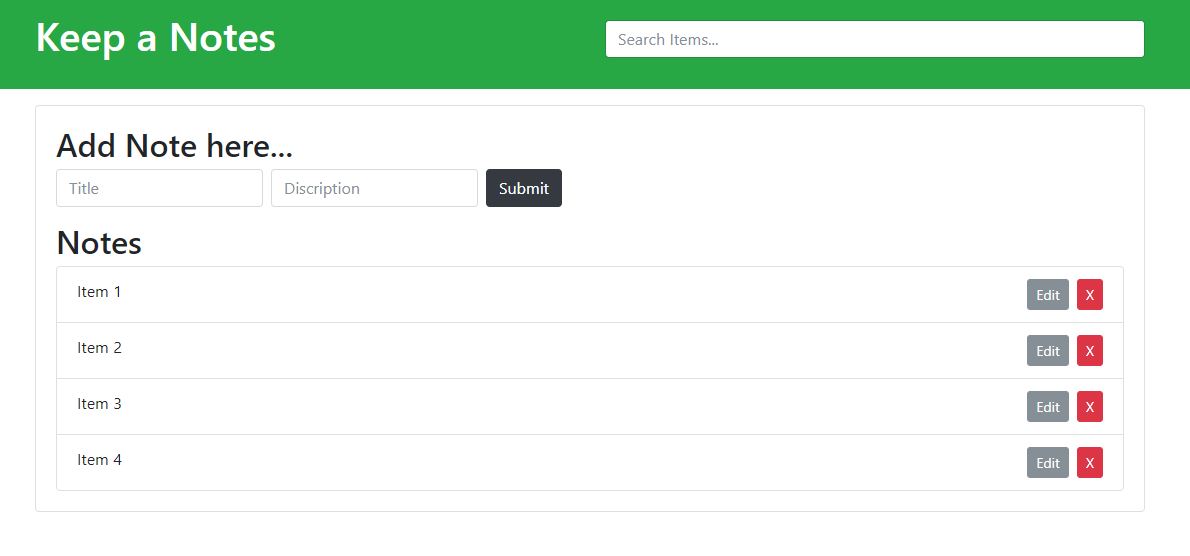 Keep a Notes
Search Items...
Add Note here...
Title Discription Submit
Notes
Item 1 Edit X
Item 2 Edit X
Item 3 Edit X
Item 4 Edit X